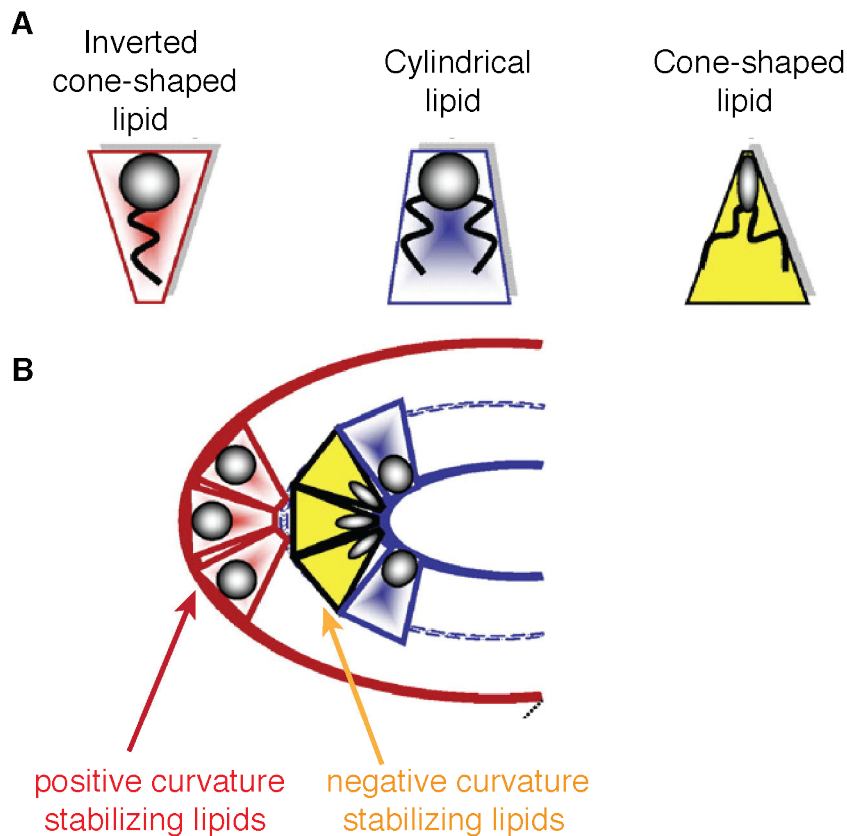 A
Inverted
cone-shaped
lipid
Cylindrical
lipid
Cone-shaped
lipid
B
positive curvature
stabilizing lipids
negative curvature
stabilizing lipids